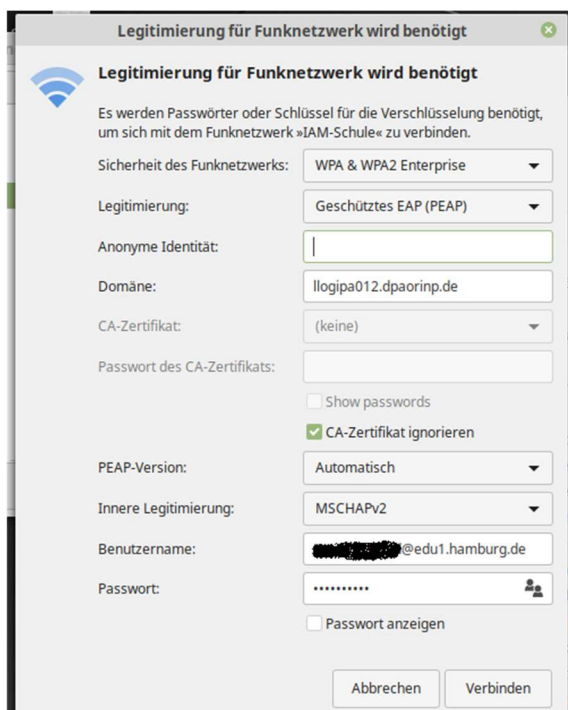 Legitimierung für Funknetzwerk wird benötigt
Legitimierung für Funknetzwerk wird benötigt
Es werden Passwörter oder Schlüssel für die Verschlüsselung benötigt,
um sich mit dem Funknetzwerk »IAM-Schule« zu verbinden.
Sicherheit des Funknetzwerks: WPA & WPA2 Enterprise
Legitimierung: Geschütztes EAP (PEAP)
Anonyme Identität:
Domäne: llogipa012.dpaorinp.de
CA-Zertifikat: (keine)
Passwort des CA-Zertifikats:
Show passwords
CA-Zertifikat ignorieren
PEAP-Version: Automatisch
Innere Legitimierung: MSCHAPv2
Benutzername: @edu1.hamburg.de
Passwort: ••••••••••
Passwort anzeigen
Abbrechen Verbinden